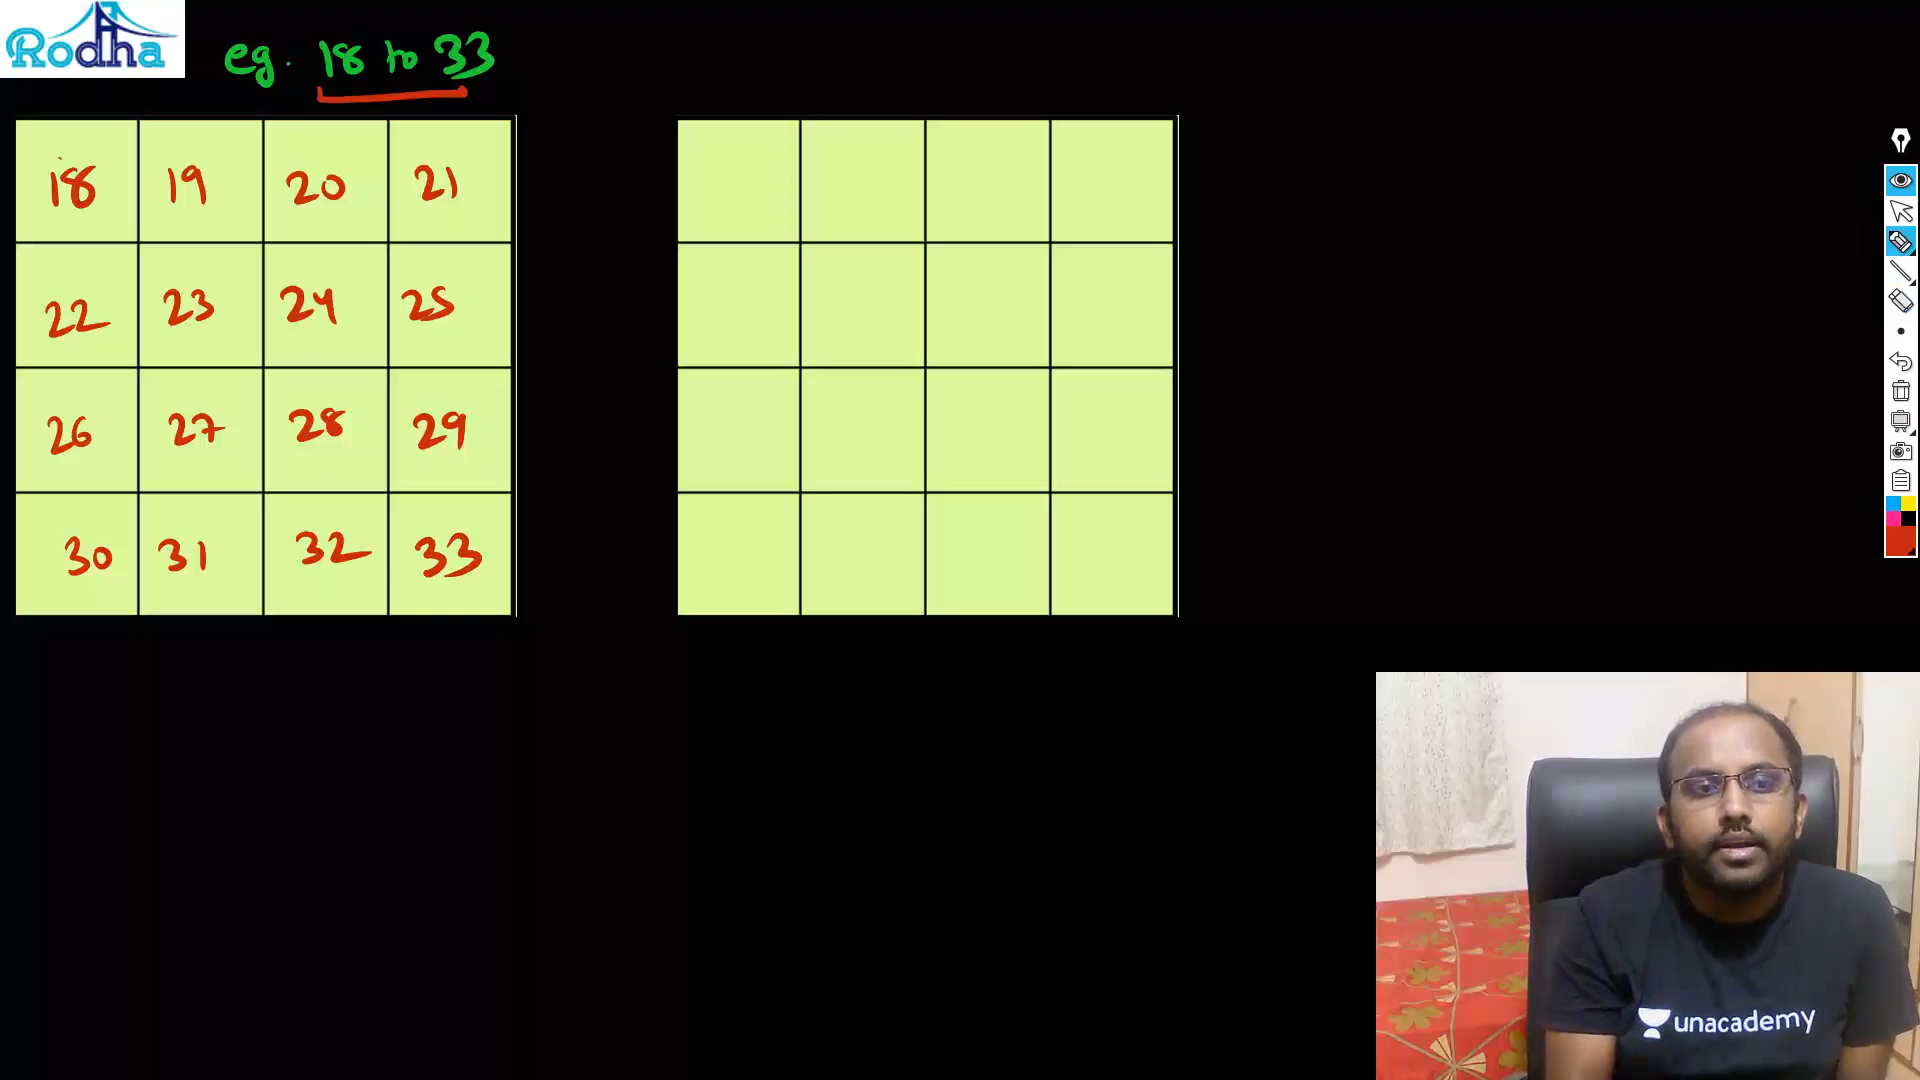 Rodha
eg. 18 to 33
18 19 20 21
22 23 24 25
26 27 28 29
30 31 32 33
unacademy